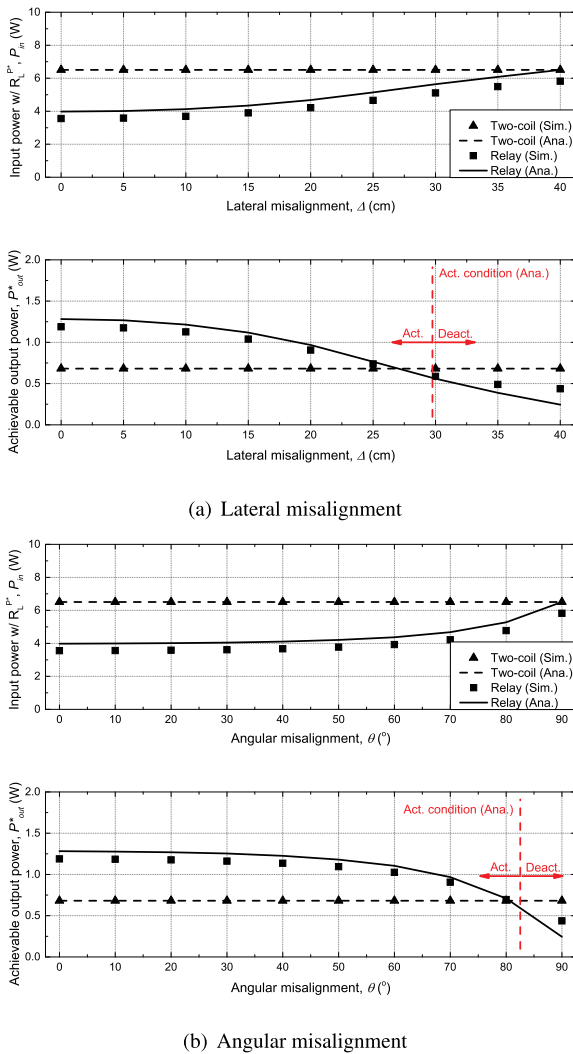 10
8
6
4
2
0
Input power w/ R_L^P*, P_in (W)
Two-coil (Sim.)
Two-coil (Ana.)
Relay (Sim.)
Relay (Ana.)
0 5 10 15 20 25 30 35 40
Lateral misalignment, Δ (cm)
2.0
1.5
1.0
0.5
0.0
Achievable output power, P*_out (W)
Act. condition (Ana.)
Act. Deact.
0 5 10 15 20 25 30 35 40
Lateral misalignment, Δ (cm)
(a) Lateral misalignment
10
8
6
4
2
0
Input power w/ R_L^P*, P_in (W)
Two-coil (Sim.)
Two-coil (Ana.)
Relay (Sim.)
Relay (Ana.)
0 10 20 30 40 50 60 70 80 90
Angular misalignment, θ (°)
2.0
1.5
1.0
0.5
0.0
Achievable output power, P*_out (W)
Act. condition (Ana.)
Act. Deact.
0 10 20 30 40 50 60 70 80 90
Angular misalignment, θ (°)
(b) Angular misalignment